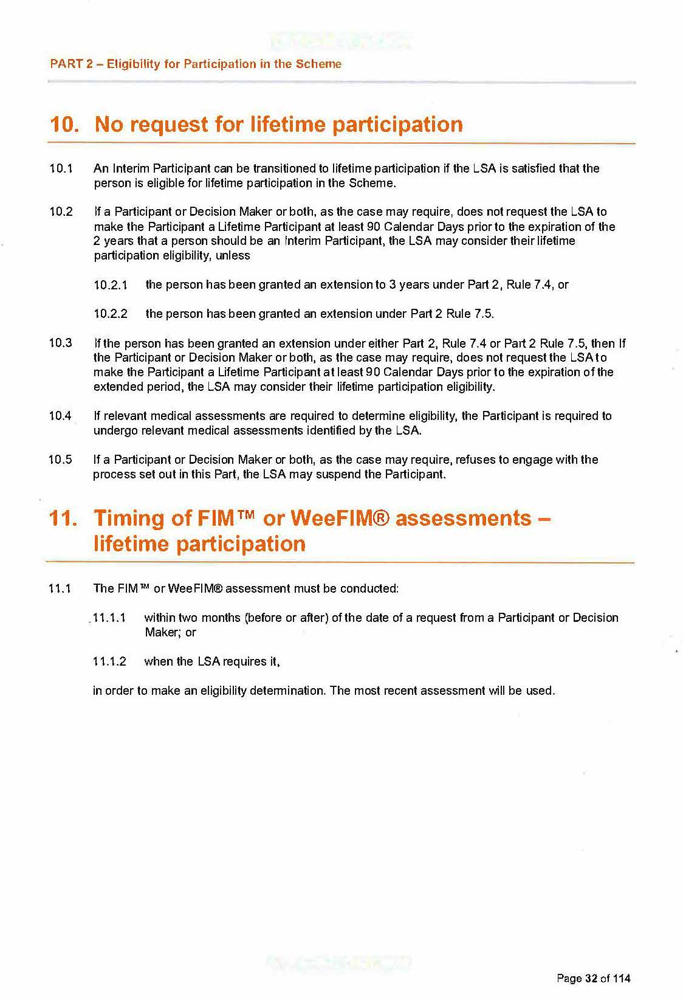 PART 2 – Eligibility for Participation in the Scheme
10. No request for lifetime participation
10.1 An Interim Participant can be transitioned to lifetime participation if the LSA is satisfied that the
person is eligible for lifetime participation in the Scheme.
10.2 If a Participant or Decision Maker or both, as the case may require, does not request the LSA to
make the Participant a Lifetime Participant at least 90 Calendar Days prior to the expiration of the
2 years that a person should be an Interim Participant, the LSA may consider their lifetime
participation eligibility, unless
10.2.1 the person has been granted an extension to 3 years under Part 2, Rule 7.4, or
10.2.2 the person has been granted an extension under Part 2 Rule 7.5.
10.3 If the person has been granted an extension under either Part 2, Rule 7.4 or Part 2 Rule 7.5, then If
the Participant or Decision Maker or both, as the case may require, does not request the LSA to
make the Participant a Lifetime Participant at least 90 Calendar Days prior to the expiration of the
extended period, the LSA may consider their lifetime participation eligibility.
10.4 If relevant medical assessments are required to determine eligibility, the Participant is required to
undergo relevant medical assessments identified by the LSA.
10.5 If a Participant or Decision Maker or both, as the case may require, refuses to engage with the
process set out in this Part, the LSA may suspend the Participant.
11. Timing of FIM™ or WeeFIM® assessments –
lifetime participation
11.1 The FIM™ or WeeFIM® assessment must be conducted:
11.1.1 within two months (before or after) of the date of a request from a Participant or Decision
Maker; or
11.1.2 when the LSA requires it,
in order to make an eligibility determination. The most recent assessment will be used.
Page 32 of 114